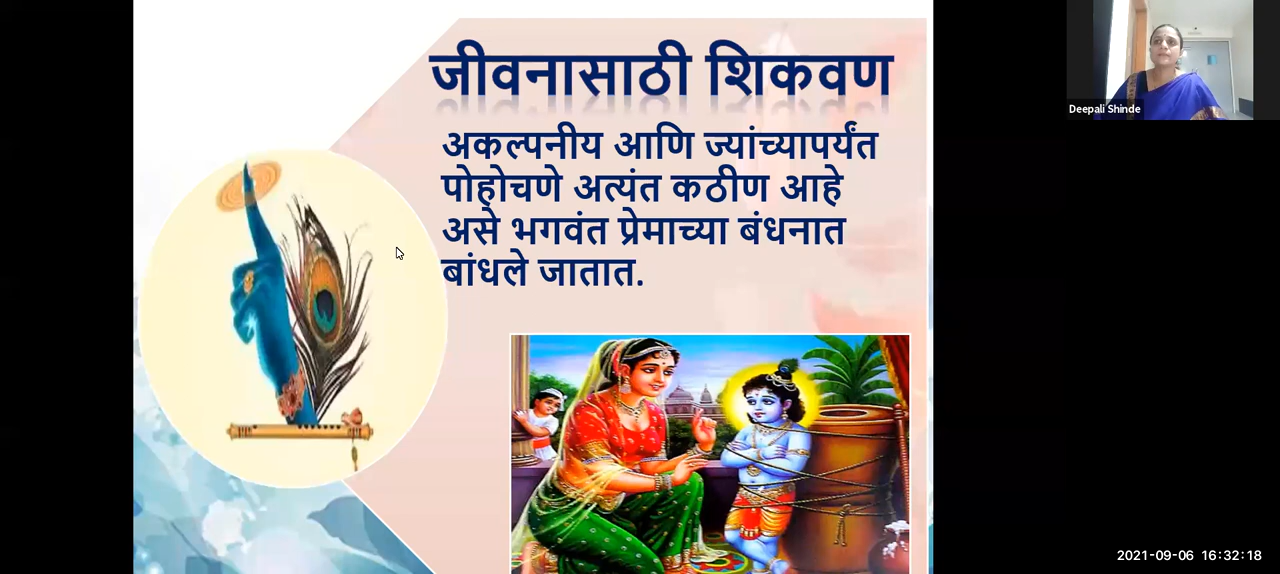 जीवनासाठी शिकवण
अकल्पनीय आणि ज्यांच्यापर्यंत
पोहोचणे अत्यंत कठीण आहे
असे भगवंत प्रेमाच्या बंधनात
बांधले जातात.
Deepali Shinde
2021-09-06 16:32:18